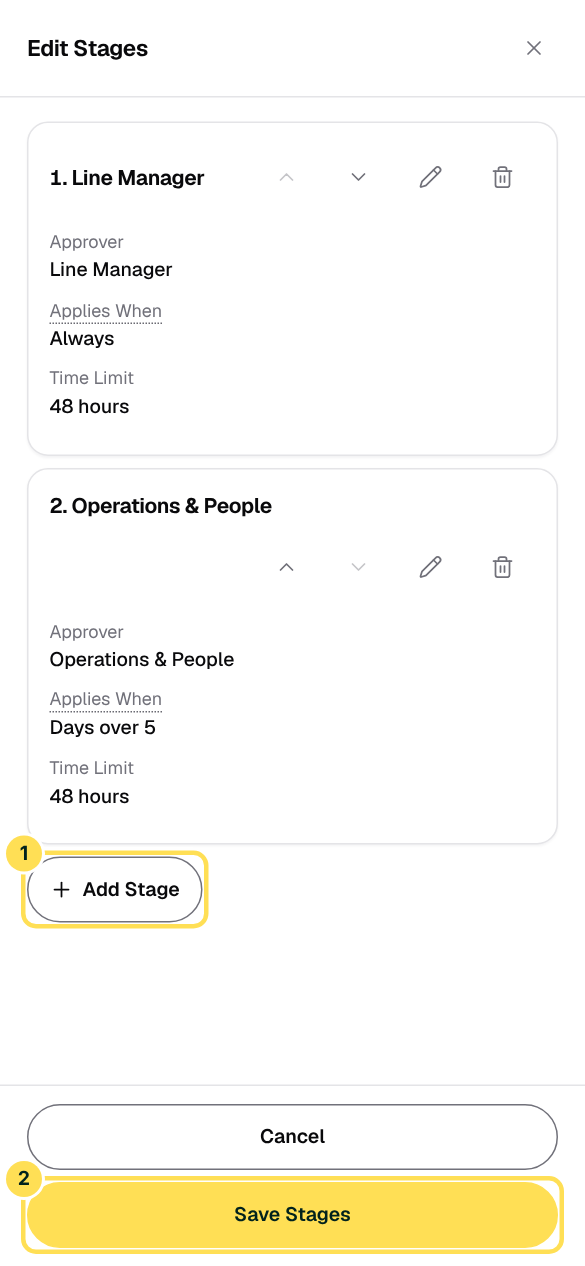 Edit Stages
1. Line Manager
Approver
Line Manager
Applies When
Always
Time Limit
48 hours
2. Operations & People
Approver
Operations & People
Applies When
Days over 5
Time Limit
48 hours
1
+ Add Stage
Cancel
2
Save Stages